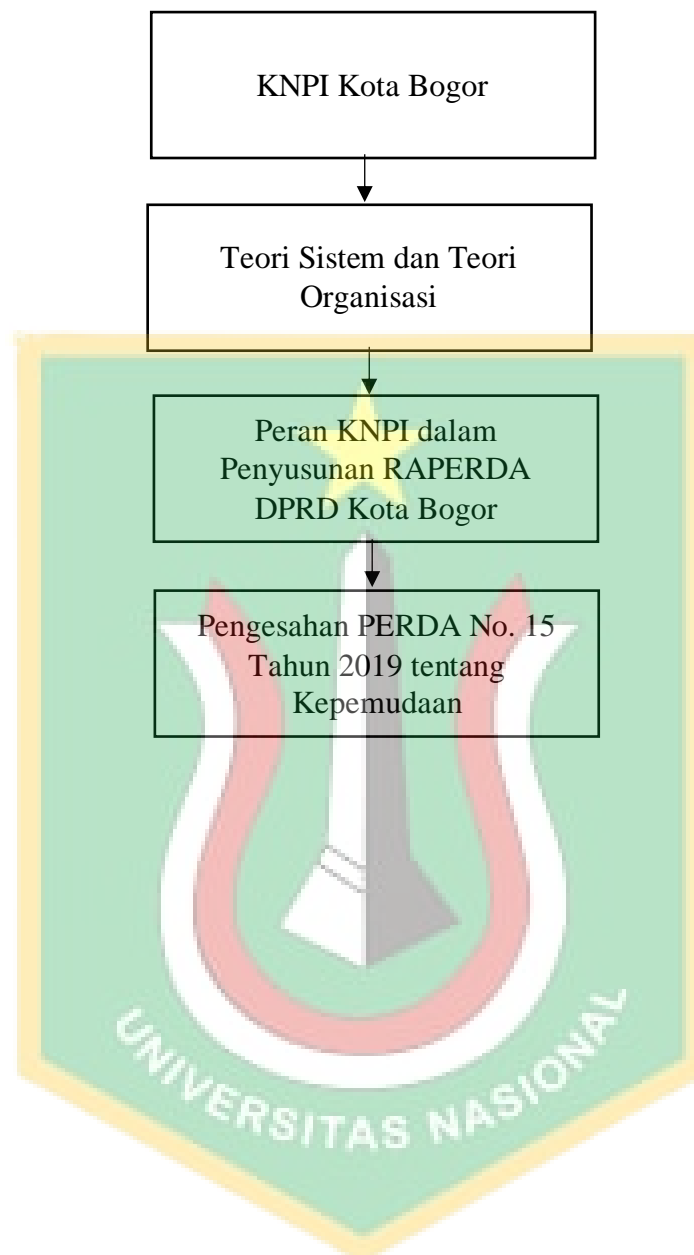 KNPI Kota Bogor
Teori Sistem dan Teori
Organisasi
Peran KNPI dalam
Penyusunan RAPERDA
DPRD Kota Bogor
Pengesahan PERDA No. 15
Tahun 2019 tentang
Kepemudaan
UNIVERSITAS NASIONAL